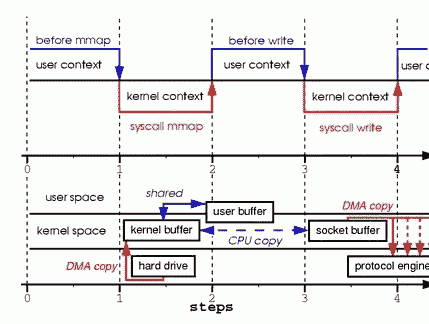 before mmap before write
user context user context user c
kernel context kernel context
syscall mmap syscall write
0 1 2 3 4
shared
user space DMA copy
user buffer
kernel space kernel buffer socket buffer
CPU copy
DMA copy hard drive protocol engine
0 1 2 3 4
steps